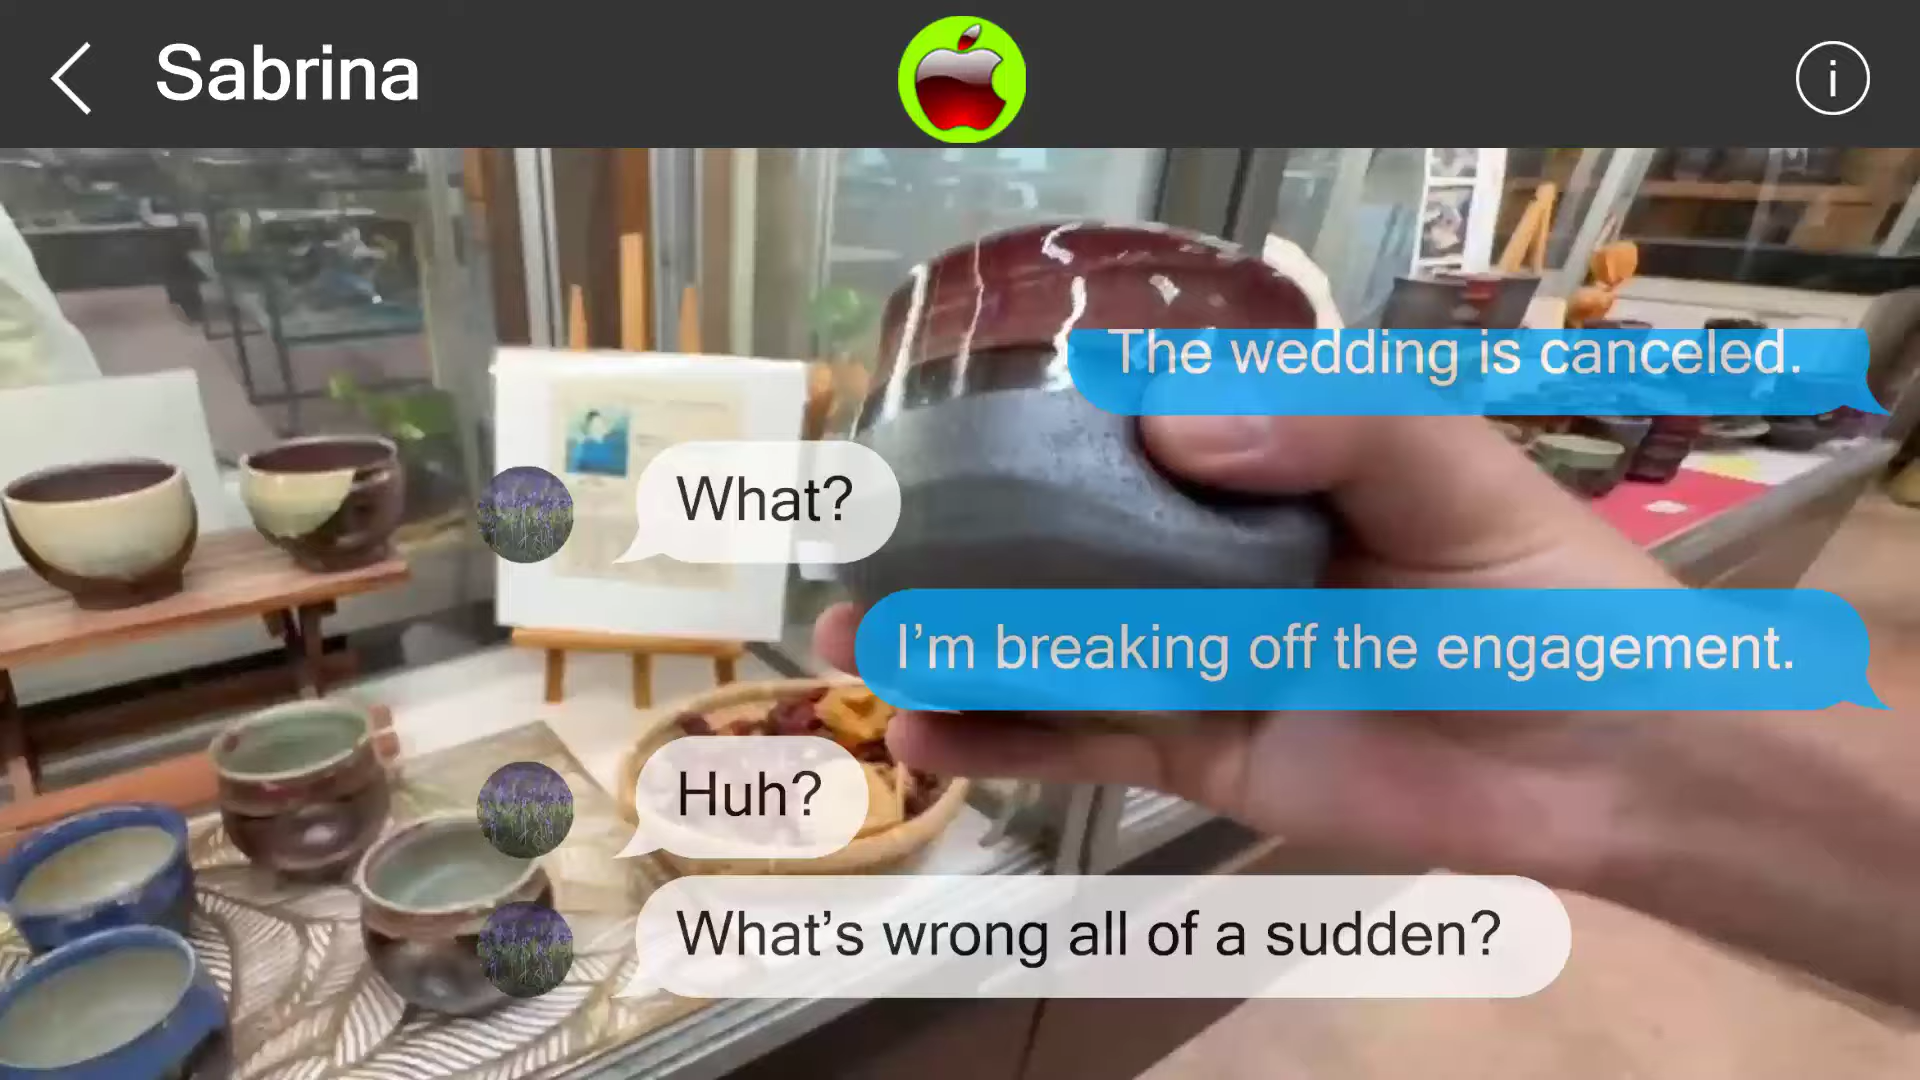 Sabrina
The wedding is canceled.
What?
I’m breaking off the engagement.
Huh?
What’s wrong all of a sudden?